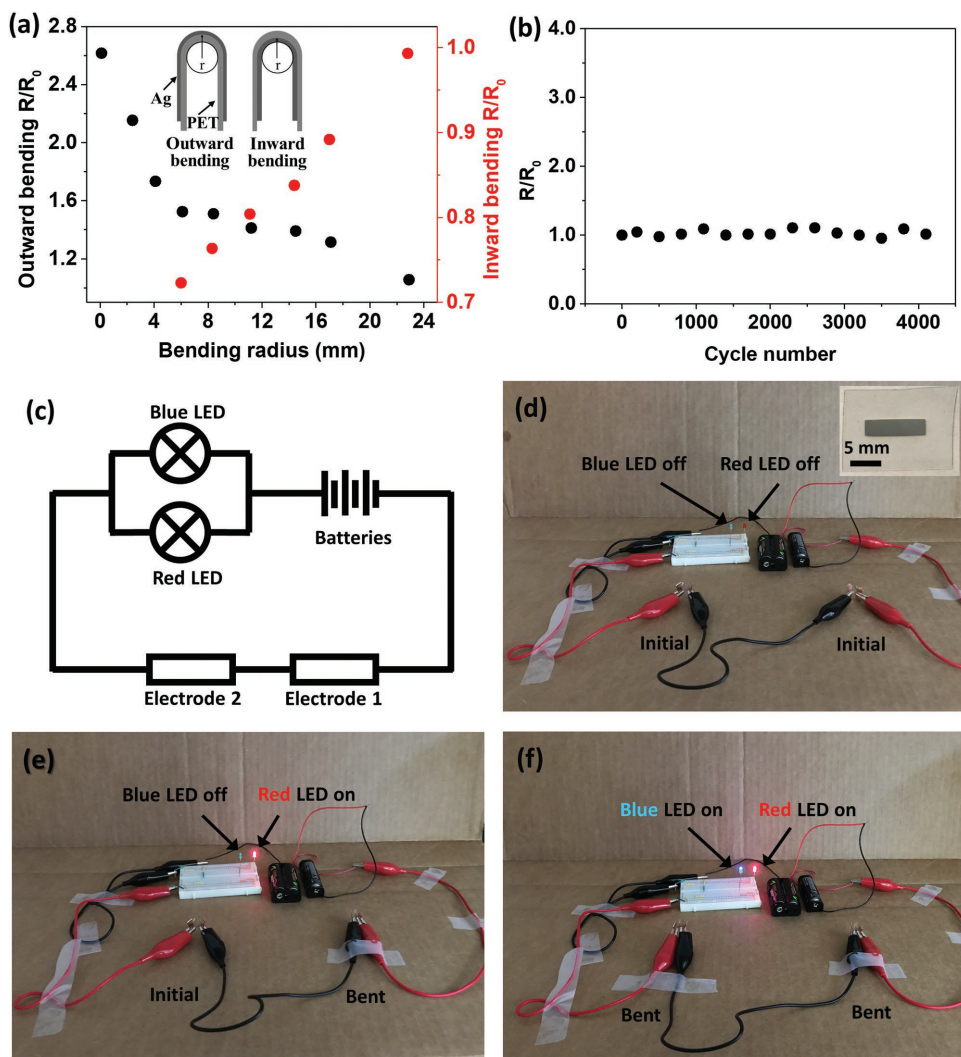 (a)
Outward bending R/R0
2.8
2.4
2.0
1.6
1.2
Ag
r
PET
Outward
bending
r
Inward
bending
1.0
0.9
0.8
0.7
Inward bending R/R0
0 4 8 12 16 20 24
Bending radius (mm)
(b)
R/R0
4.0
3.0
2.0
1.0
0.0
0 1000 2000 3000 4000
Cycle number
(c)
Blue LED
Red LED
Batteries
Electrode 2
Electrode 1
(d)
5 mm
Blue LED off
Red LED off
Initial
Initial
(e)
Blue LED off
Red LED on
Initial
Bent
(f)
Blue LED on
Red LED on
Bent
Bent